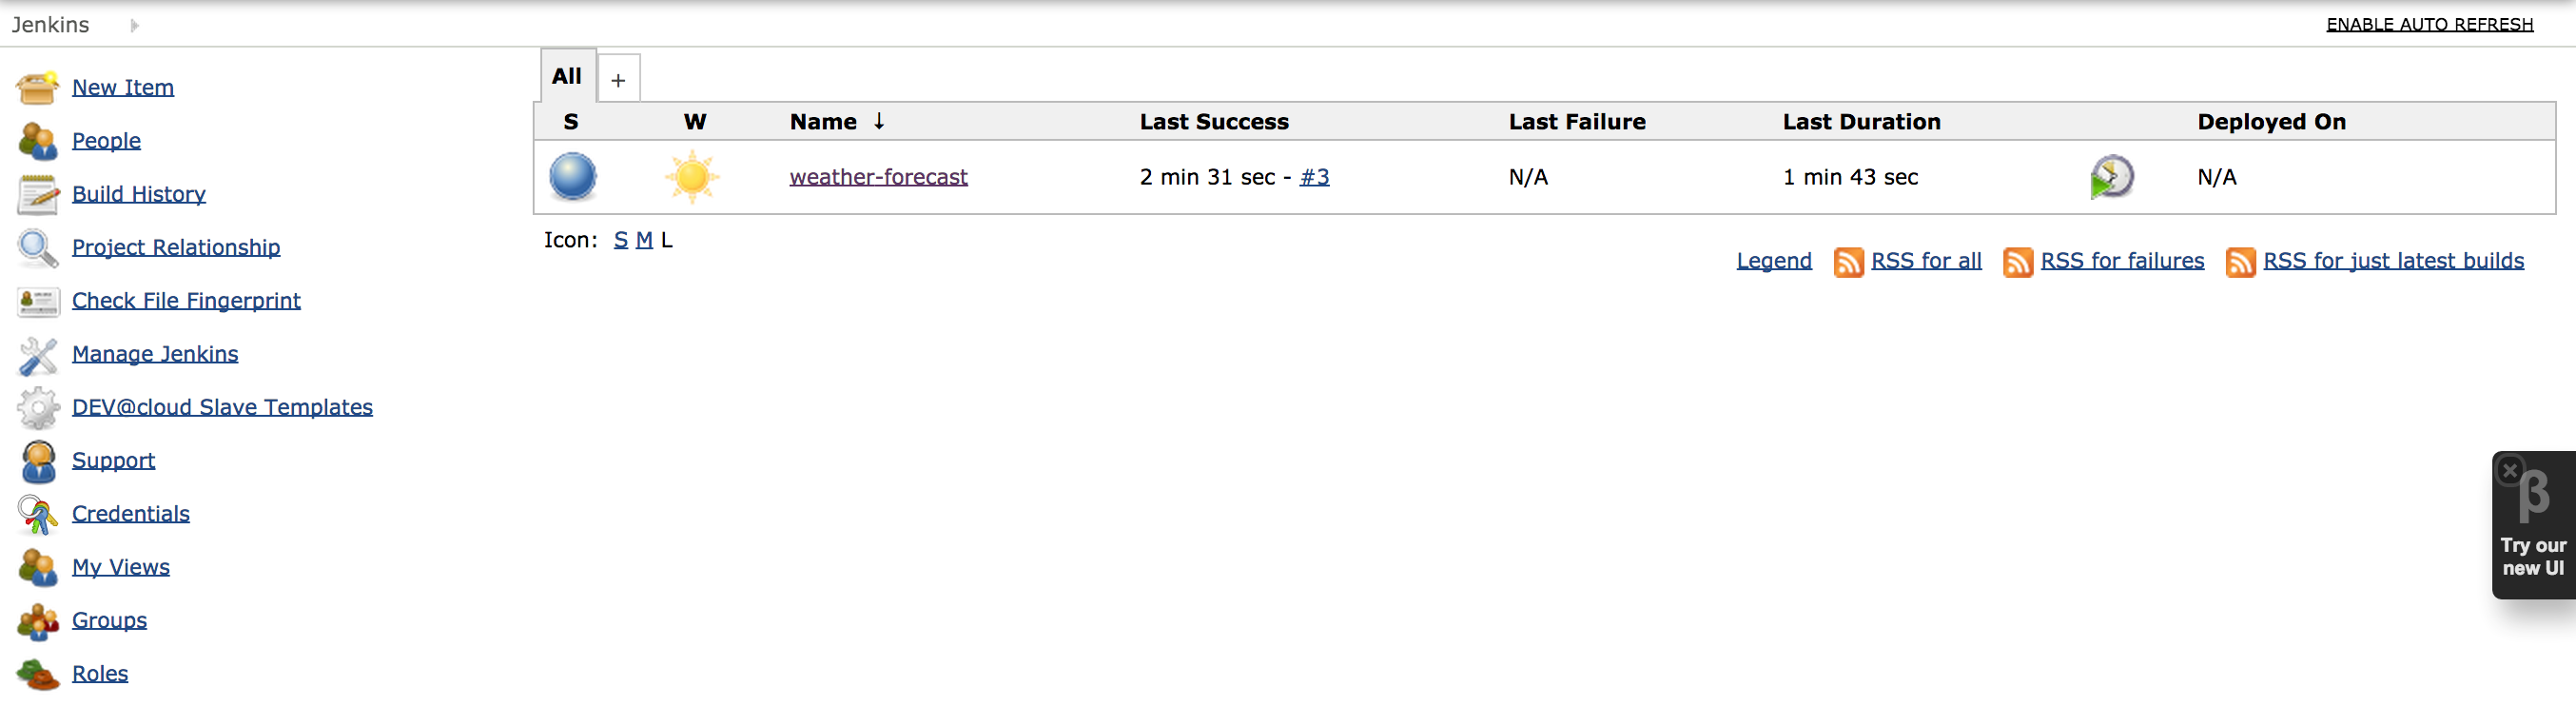 Jenkins
ENABLE AUTO REFRESH
New Item
People
Build History
Project Relationship
Check File Fingerprint
Manage Jenkins
DEV@cloud Slave Templates
Support
Credentials
My Views
Groups
Roles
All +
S W Name ↓ Last Success Last Failure Last Duration Deployed On
weather-forecast 2 min 31 sec - #3 N/A 1 min 43 sec N/A
Icon: S M L
Legend RSS for all RSS for failures RSS for just latest builds
β
Try our
new UI